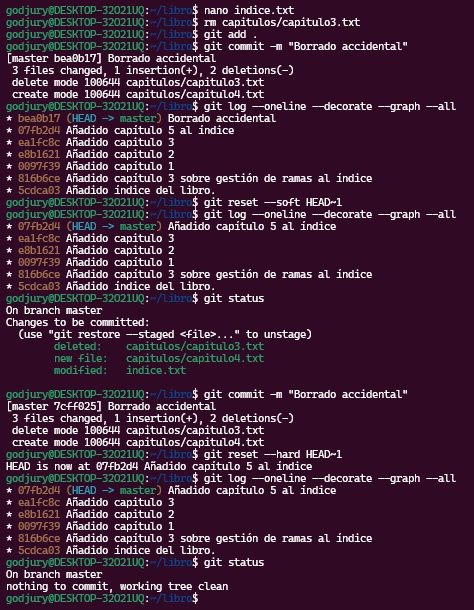 godjury@DESKTOP-32O21UQ:~/libro$ nano indice.txt
godjury@DESKTOP-32O21UQ:~/libro$ rm capitulos/capitulo3.txt
godjury@DESKTOP-32O21UQ:~/libro$ git add .
godjury@DESKTOP-32O21UQ:~/libro$ git commit -m "Borrado accidental"
[master bea0b17] Borrado accidental
 3 files changed, 1 insertion(+), 2 deletions(-)
 delete mode 100644 capitulos/capitulo3.txt
 create mode 100644 capitulos/capitulo4.txt
godjury@DESKTOP-32O21UQ:~/libro$ git log --oneline --decorate --graph --all
* bea0b17 (HEAD -> master) Borrado accidental
* 07fb2d4 Añadido capítulo 5 al índice
* ea1fc8c Añadido capítulo 3
* e8b1621 Añadido capítulo 2
* 0097f39 Añadido capítulo 1
* 816b6ce Añadido capítulo 3 sobre gestión de ramas al índice
* 5cdca03 Añadido índice del libro.
godjury@DESKTOP-32O21UQ:~/libro$ git reset --soft HEAD~1
godjury@DESKTOP-32O21UQ:~/libro$ git log --oneline --decorate --graph --all
* 07fb2d4 (HEAD -> master) Añadido capítulo 5 al índice
* ea1fc8c Añadido capítulo 3
* e8b1621 Añadido capítulo 2
* 0097f39 Añadido capítulo 1
* 816b6ce Añadido capítulo 3 sobre gestión de ramas al índice
* 5cdca03 Añadido índice del libro.
godjury@DESKTOP-32O21UQ:~/libro$ git status
On branch master
Changes to be committed:
  (use "git restore --staged <file>..." to unstage)
        deleted:    capitulos/capitulo3.txt
        new file:   capitulos/capitulo4.txt
        modified:   indice.txt
godjury@DESKTOP-32O21UQ:~/libro$ git commit -m "Borrado accidental"
[master 7cff025] Borrado accidental
 3 files changed, 1 insertion(+), 2 deletions(-)
 delete mode 100644 capitulos/capitulo3.txt
 create mode 100644 capitulos/capitulo4.txt
godjury@DESKTOP-32O21UQ:~/libro$ git reset --hard HEAD~1
HEAD is now at 07fb2d4 Añadido capítulo 5 al índice
godjury@DESKTOP-32O21UQ:~/libro$ git log --oneline --decorate --graph --all
* 07fb2d4 (HEAD -> master) Añadido capítulo 5 al índice
* ea1fc8c Añadido capítulo 3
* e8b1621 Añadido capítulo 2
* 0097f39 Añadido capítulo 1
* 816b6ce Añadido capítulo 3 sobre gestión de ramas al índice
* 5cdca03 Añadido índice del libro.
godjury@DESKTOP-32O21UQ:~/libro$ git status
On branch master
nothing to commit, working tree clean
godjury@DESKTOP-32O21UQ:~/libro$